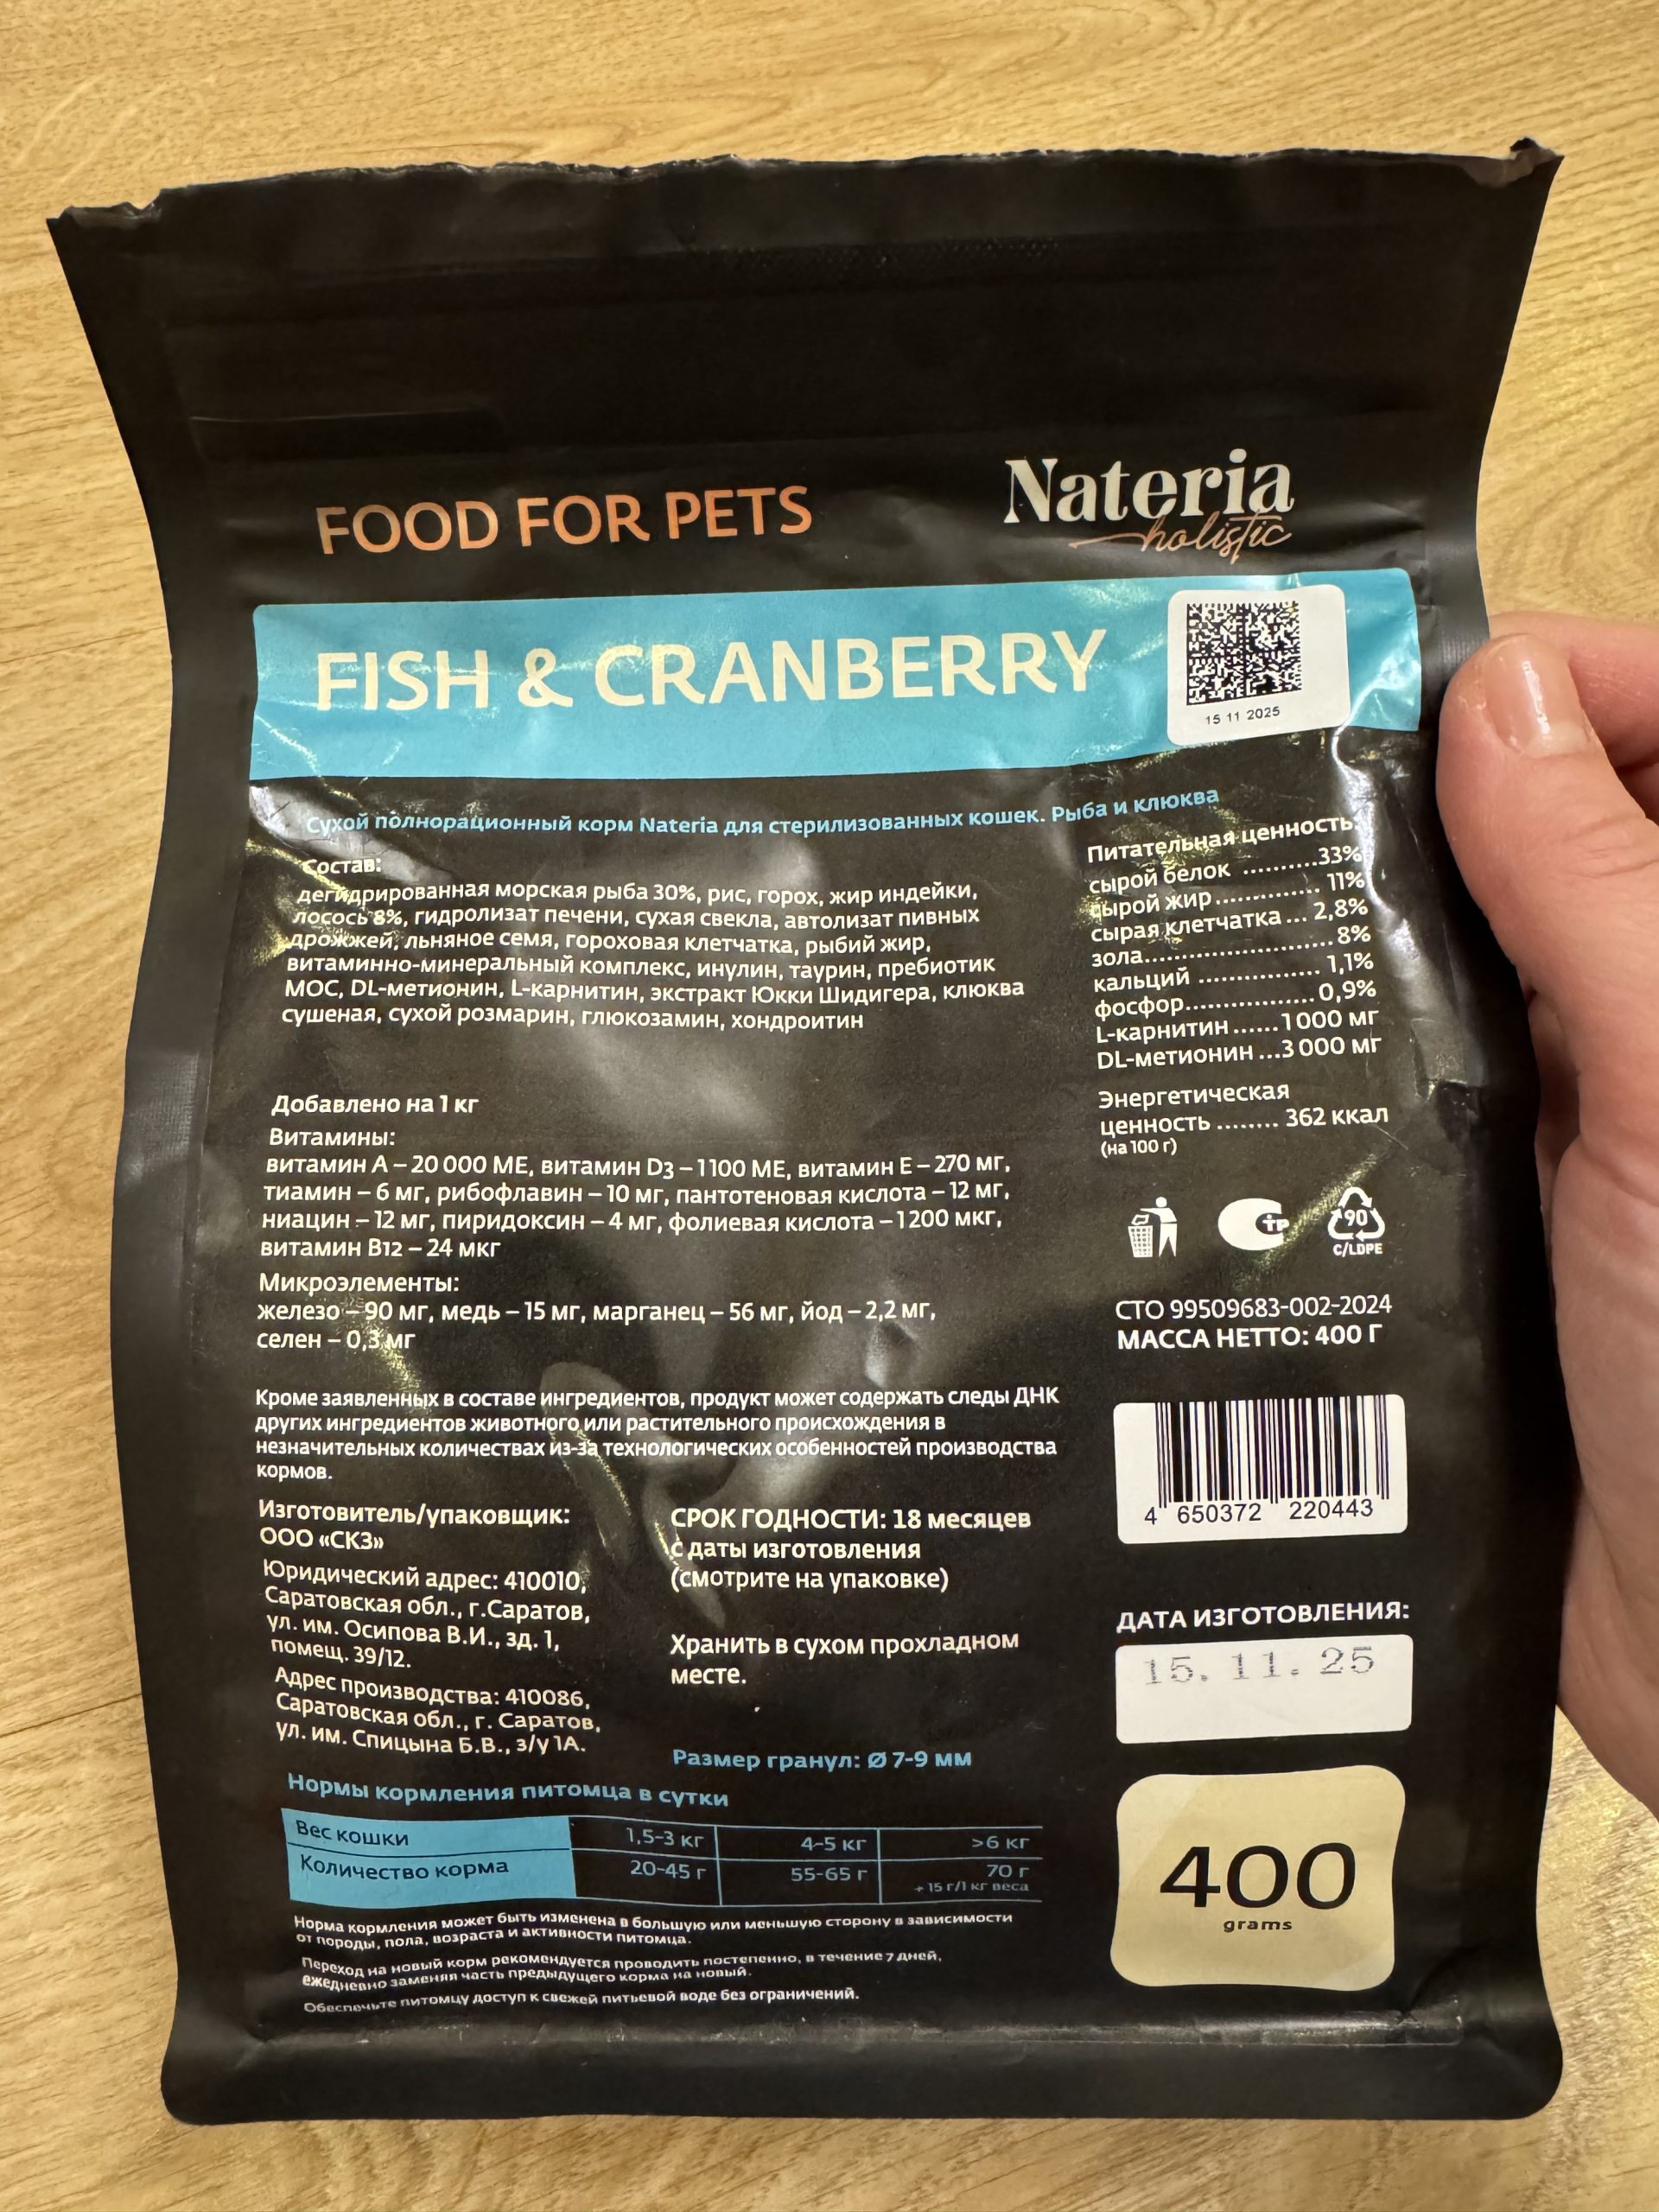 FOOD FOR PETS
Nateria
holistic
FISH & CRANBERRY
15 11 2025
Сухой полнорационный корм Nateria для стерилизованных кошек. Рыба и клюква
Состав:
дегидрированная морская рыба 30%, рис, горох, жир индейки,
лосось 8%, гидролизат печени, сухая свекла, автолизат пивных
дрожжей, льняное семя, гороховая клетчатка, рыбий жир,
витаминно-минеральный комплекс, инулин, таурин, пребиотик
МОС, DL-метионин, L-карнитин, экстракт Юкки Шидигера, клюква
сушеная, сухой розмарин, глюкозамин, хондроитин
Добавлено на 1 кг
Витамины:
витамин А – 20 000 МЕ, витамин D3 – 1100 МЕ, витамин Е – 270 мг,
тиамин – 6 мг, рибофлавин – 10 мг, пантотеновая кислота – 12 мг,
ниацин – 12 мг, пиридоксин – 4 мг, фолиевая кислота – 1200 мкг,
витамин B12 – 24 мкг
Микроэлементы:
железо – 90 мг, медь – 15 мг, марганец – 56 мг, йод – 2,2 мг,
селен – 0,3 мг
Кроме заявленных в составе ингредиентов, продукт может содержать следы ДНК
других ингредиентов животного или растительного происхождения в
незначительных количествах из-за технологических особенностей производства
кормов.
Изготовитель/упаковщик:
ООО «СКЗ»
Юридический адрес: 410010,
Саратовская обл., г.Саратов,
ул. им. Осипова В.И., зд. 1,
помещ. 39/12.
Адрес производства: 410086,
Саратовская обл., г. Саратов,
ул. им. Спицына Б.В., з/у 1А.
СРОК ГОДНОСТИ: 18 месяцев
с даты изготовления
(смотрите на упаковке)
Хранить в сухом прохладном
месте.
Размер гранул: Ø 7-9 мм
Нормы кормления питомца в сутки
Вес кошки 1,5-3 кг 4-5 кг >6 кг
Количество корма 20-45 г 55-65 г 70 г
+ 15 г/1 кг веса
Норма кормления может быть изменена в большую или меньшую сторону в зависимости
от породы, пола, возраста и активности питомца.
Переход на новый корм рекомендуется проводить постепенно, в течение 7 дней,
ежедневно заменяя часть предыдущего корма на новый.
Обеспечьте питомцу доступ к свежей питьевой воде без ограничений.
Питательная ценность:
сырой белок .........33%
сырой жир ............. 11%
сырая клетчатка ... 2,8%
зола........................ 8%
кальций ............... 1,1%
фосфор................ 0,9%
L-карнитин ...... 1 000 мг
DL-метионин ...3 000 мг
Энергетическая
ценность ........ 362 ккал
(на 100 г)
стр
90
C/LDPE
СТО 99509683-002-2024
МАССА НЕТТО: 400 Г
4 650372 220443
ДАТА ИЗГОТОВЛЕНИЯ:
15. 11. 25
400
grams